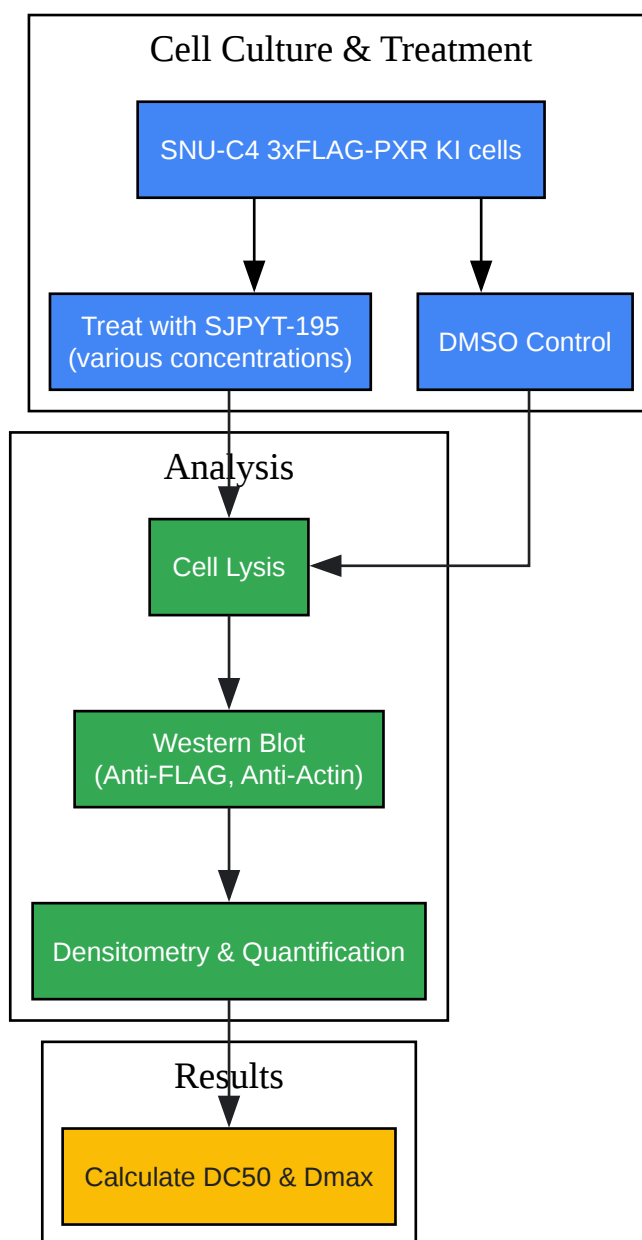 Cell Culture & Treatment
SNU-C4 3xFLAG-PXR KI cells
Treat with SJPYT-195
(various concentrations)
DMSO Control
Analysis
Cell Lysis
Western Blot
(Anti-FLAG, Anti-Actin)
Densitometry & Quantification
Results
Calculate DC50 & Dmax